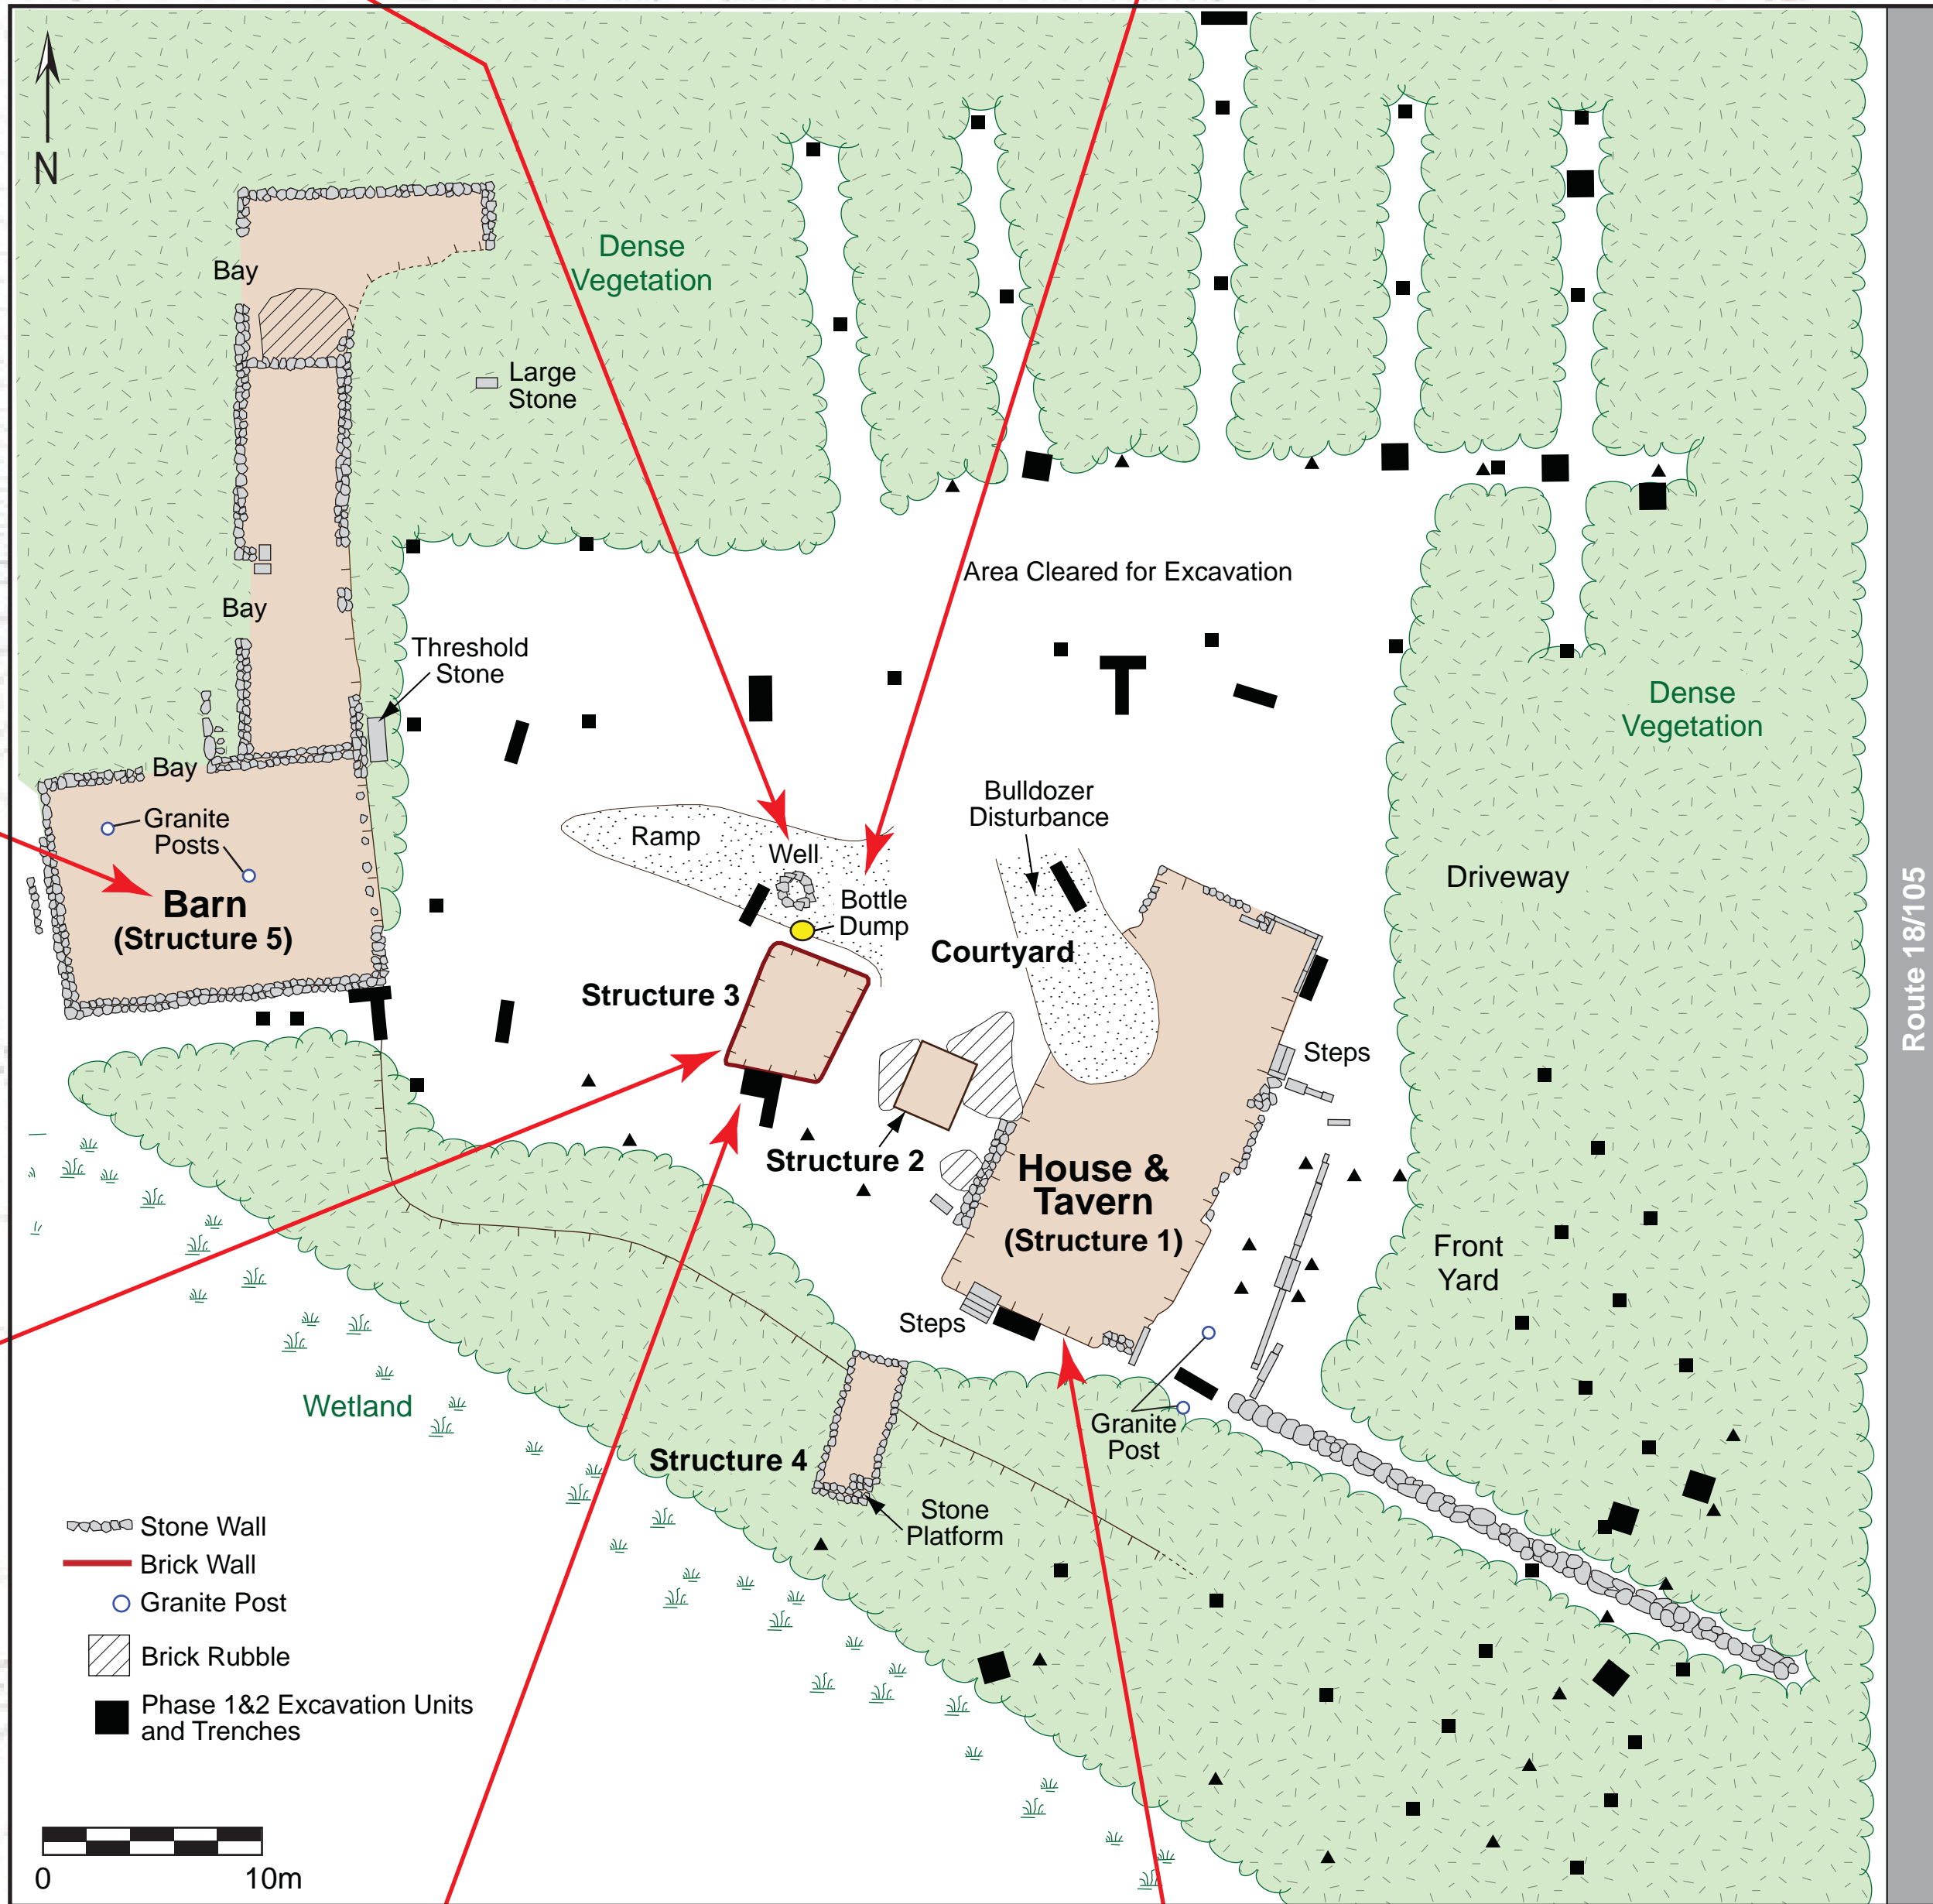 N
Dense
Vegetation
Bay
Large
Stone
Area Cleared for Excavation
Bay
Threshold
Stone
Dense
Vegetation
Bay
Granite
Posts
Ramp
Bulldozer
Disturbance
Well
Driveway
Barn
(Structure 5)
Bottle
Dump
Courtyard
Route 18/105
Structure 3
Steps
Structure 2
House &
Tavern
(Structure 1)
Front
Yard
Steps
Wetland
Granite
Post
Structure 4
Stone
Platform
Stone Wall
Brick Wall
Granite Post
Brick Rubble
Phase 1&2 Excavation Units
and Trenches
0 10m